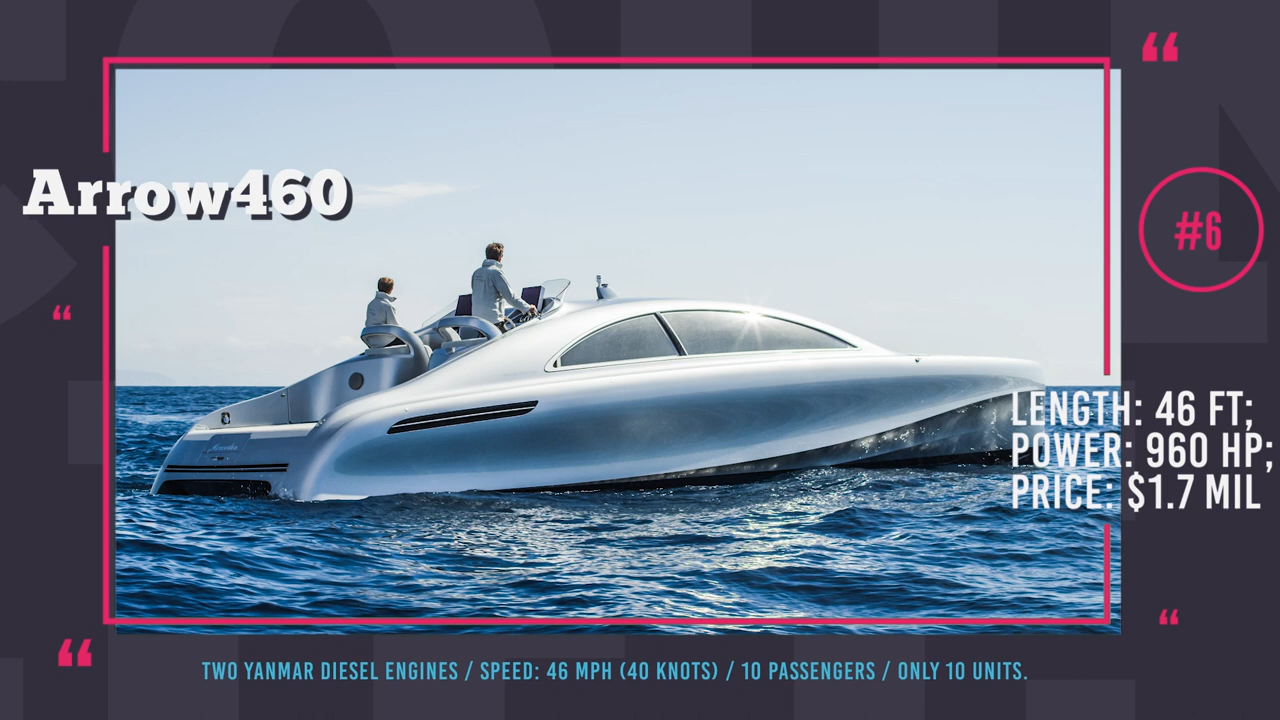 Arrow460
#6
LENGTH: 46 FT;
POWER: 960 HP;
PRICE: $1.7 MIL
TWO YANMAR DIESEL ENGINES / SPEED: 46 MPH (40 KNOTS) / 10 PASSENGERS / ONLY 10 UNITS.